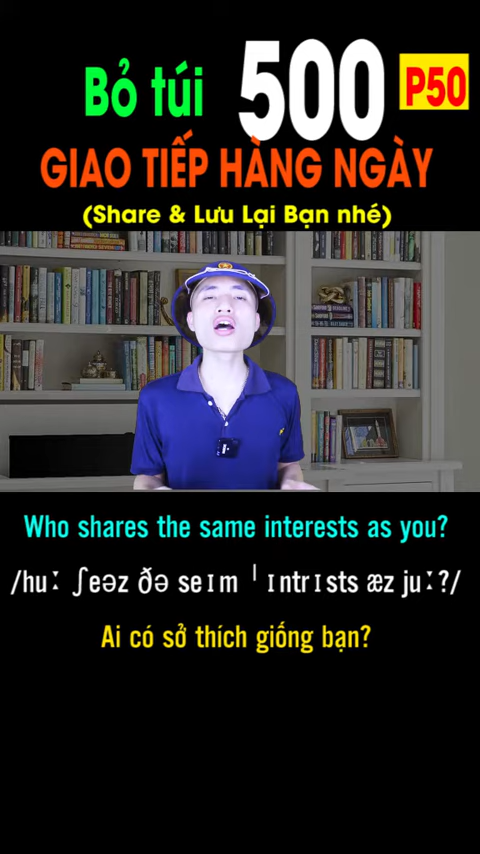 Bỏ túi 500 P50
GIAO TIẾP HÀNG NGÀY
(Share & Lưu Lại Bạn nhé)
Who shares the same interests as you?
/huː ʃeəz ðə seɪm ˈɪntrɪsts æz juː?/
Ai có sở thích giống bạn?